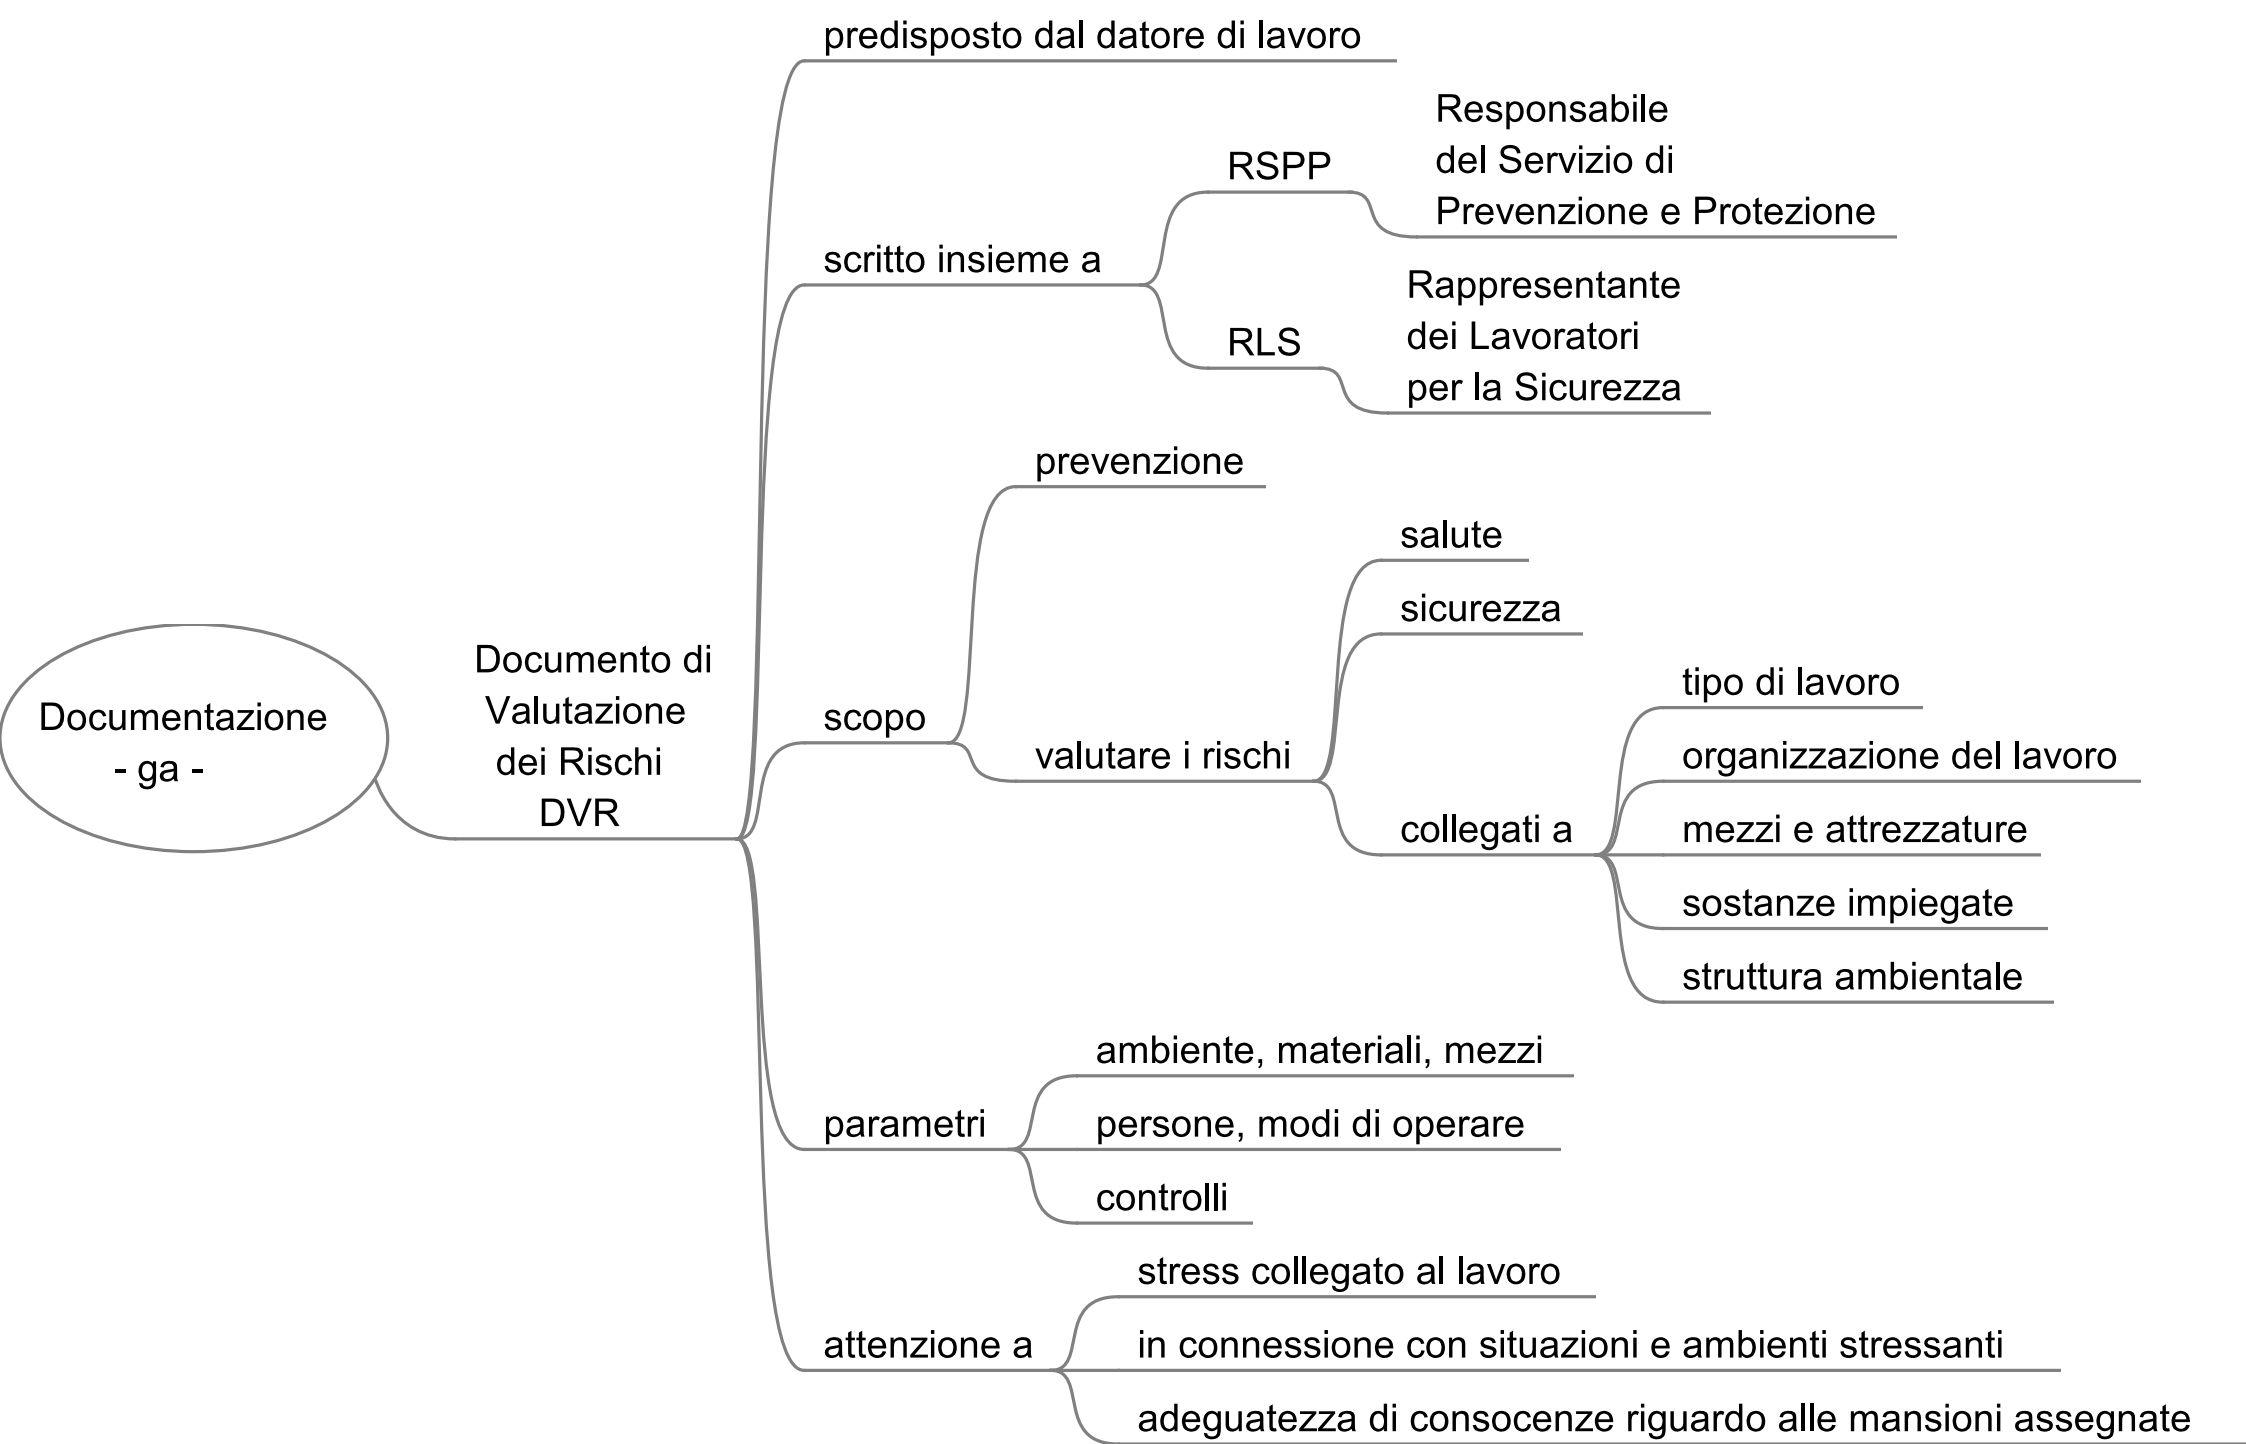 predisposto dal datore di lavoro
Responsabile
del Servizio di
Prevenzione e Protezione
RSPP
scritto insieme a
Rappresentante
dei Lavoratori
per la Sicurezza
RLS
prevenzione
salute
sicurezza
tipo di lavoro
organizzazione del lavoro
mezzi e attrezzature
sostanze impiegate
struttura ambientale
collegati a
valutare i rischi
scopo
Documento di
Valutazione
dei Rischi
DVR
Documentazione
- ga -
ambiente, materiali, mezzi
persone, modi di operare
controlli
parametri
stress collegato al lavoro
in connessione con situazioni e ambienti stressanti
adeguatezza di consocenze riguardo alle mansioni assegnate
attenzione a